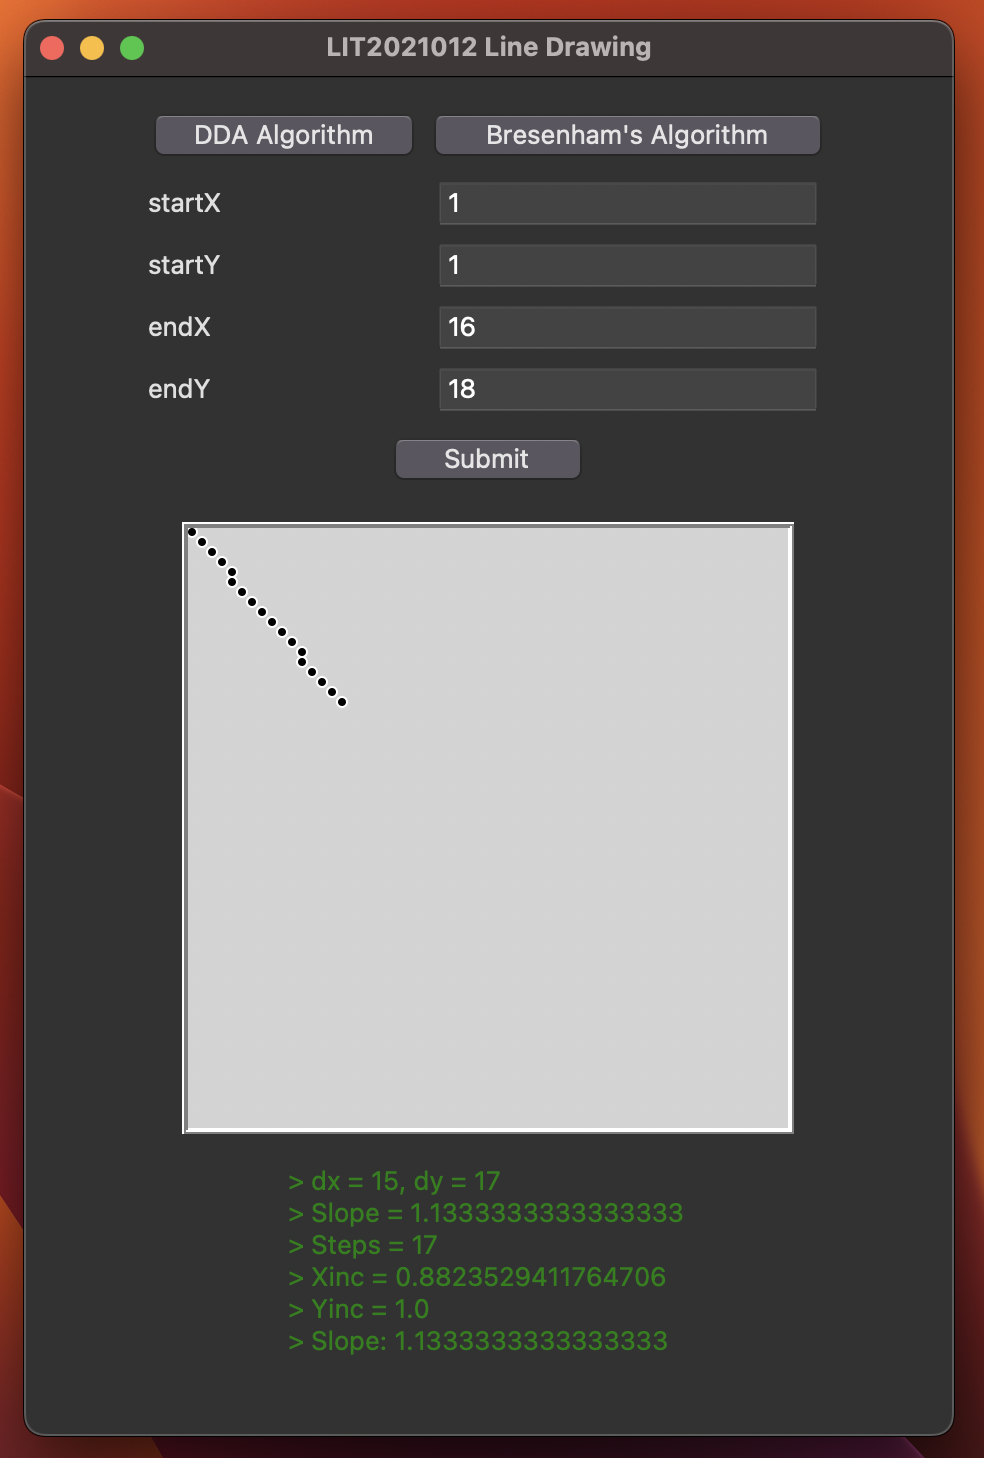 LIT2021012 Line Drawing
DDA Algorithm Bresenham's Algorithm
startX 1
startY 1
endX 16
endY 18
Submit
> dx = 15, dy = 17
> Slope = 1.1333333333333333
> Steps = 17
> Xinc = 0.8823529411764706
> Yinc = 1.0
> Slope: 1.1333333333333333